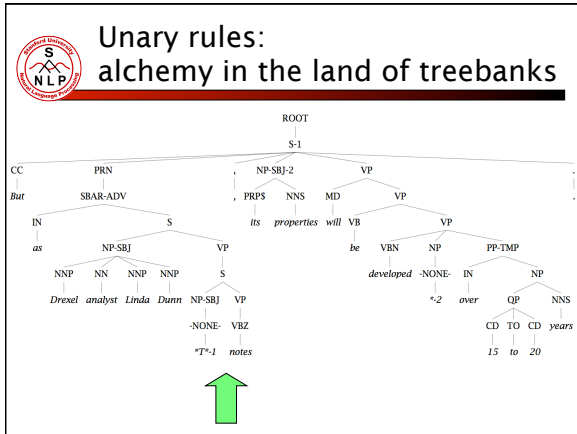 Unary rules:
alchemy in the land of treebanks
Stanford University
S
N L P
Natural Language Processing
ROOT
S-1
CC PRN , NP-SBJ-2 VP .
But SBAR-ADV , PRP$ NNS MD VP .
IN S its properties will VB VP
as NP-SBJ VP be VBN NP PP-TMP
NNP NN NNP NNP S developed -NONE- IN NP
Drexel analyst Linda Dunn NP-SBJ VP *-2 over QP NNS
-NONE- VBZ CD TO CD years
*T*-1 notes 15 to 20